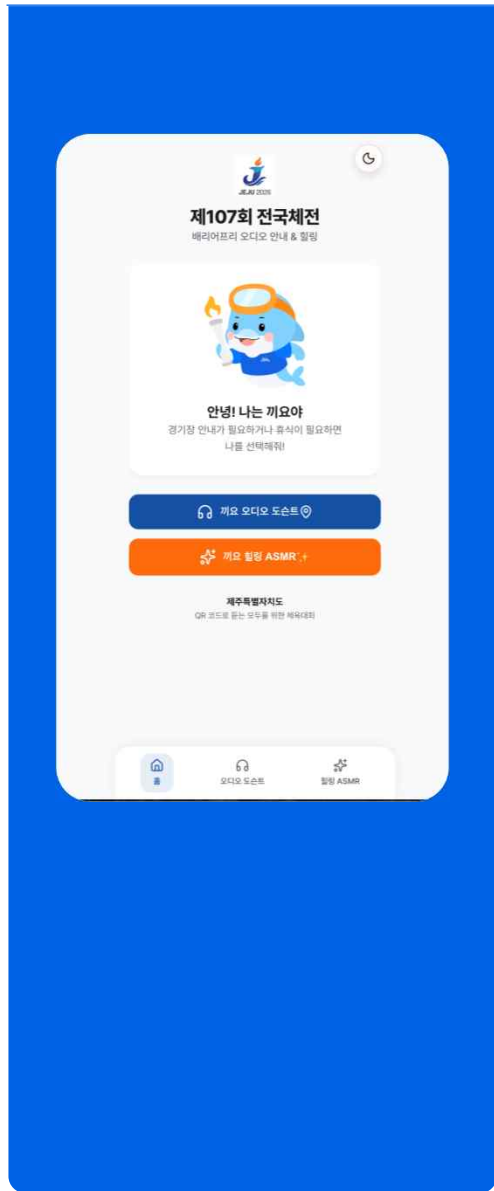 JEJU 2026
제107회 전국체전
배리어프리 오디오 안내 & 힐링
안녕! 나는 끼요야
경기장 안내가 필요하거나 휴식이 필요하면
나를 선택해줘!
끼요 오디오 도슨트
끼요 힐링 ASMR
제주특별자치도
QR 코드로 듣는 모두를 위한 체육대회
홈
오디오 도슨트
힐링 ASMR